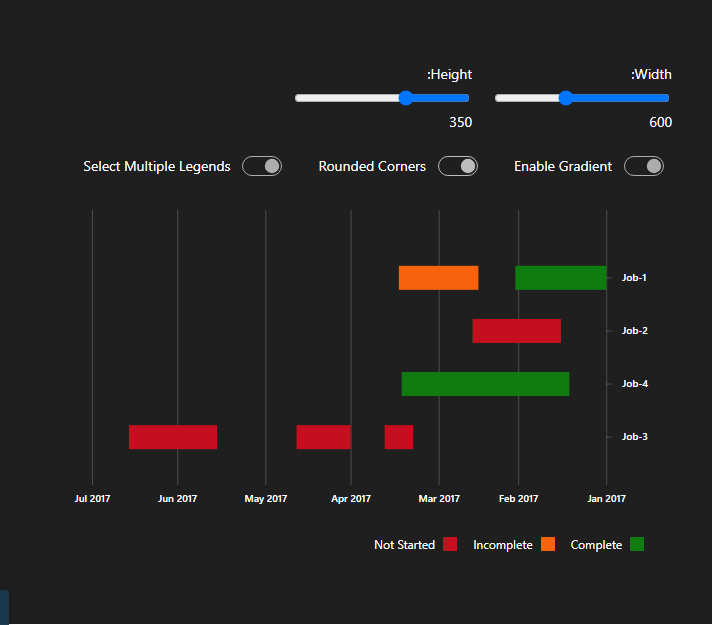 :Height
:Width
350
600
Select Multiple Legends
Rounded Corners
Enable Gradient
Job-1
Job-2
Job-4
Job-3
Jul 2017
Jun 2017
May 2017
Apr 2017
Mar 2017
Feb 2017
Jan 2017
Not Started
Incomplete
Complete